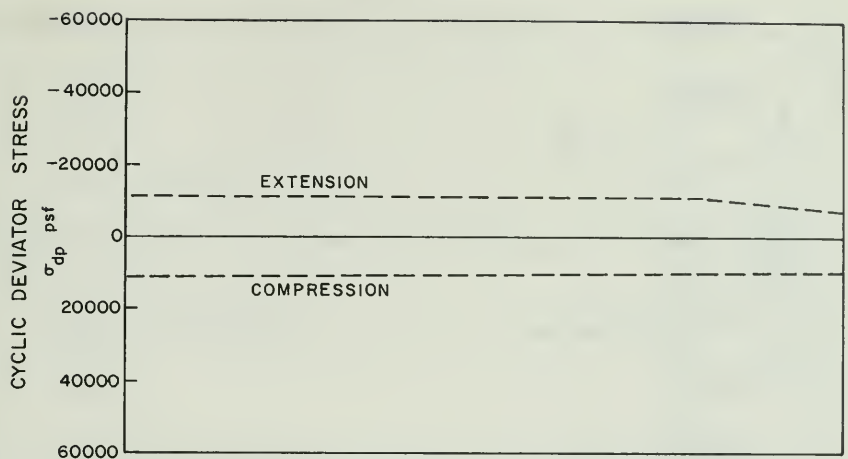 -60000
-40000
-20000
EXTENSION
0
COMPRESSION
20000
40000
60000
CYCLIC DEVIATOR STRESS
σdp psf